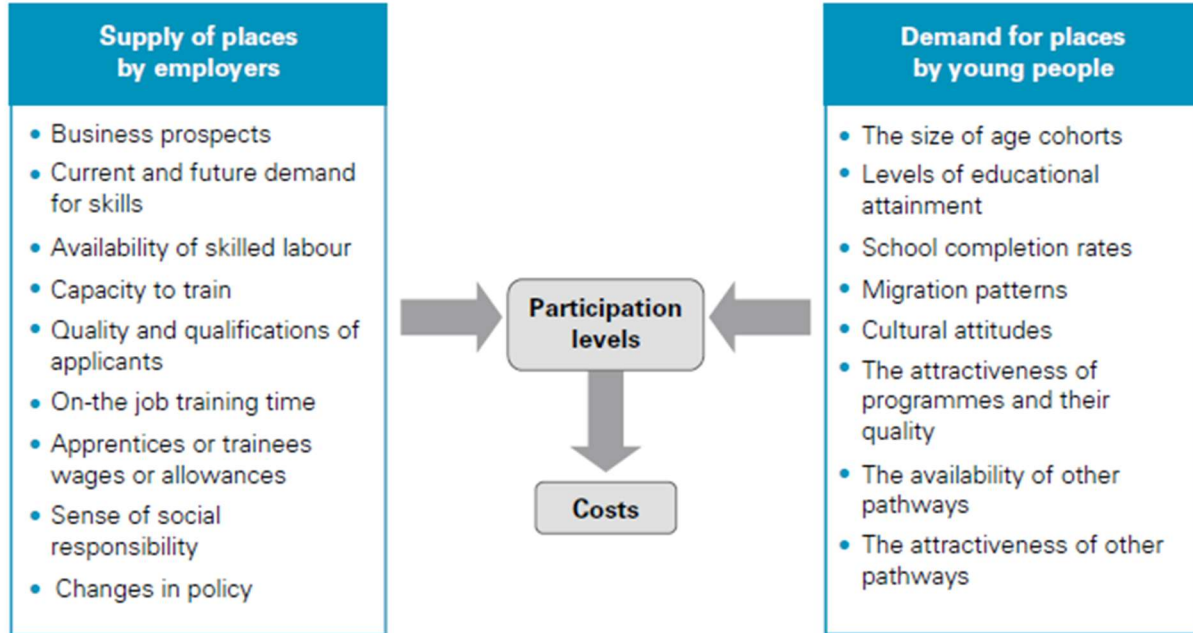 Supply of places
by employers
• Business prospects
• Current and future demand
for skills
• Availability of skilled labour
• Capacity to train
• Quality and qualifications of
applicants
• On-the job training time
• Apprentices or trainees
wages or allowances
• Sense of social
responsibility
• Changes in policy
Participation
levels
Costs
Demand for places
by young people
• The size of age cohorts
• Levels of educational
attainment
• School completion rates
• Migration patterns
• Cultural attitudes
• The attractiveness of
programmes and their
quality
• The availability of other
pathways
• The attractiveness of other
pathways